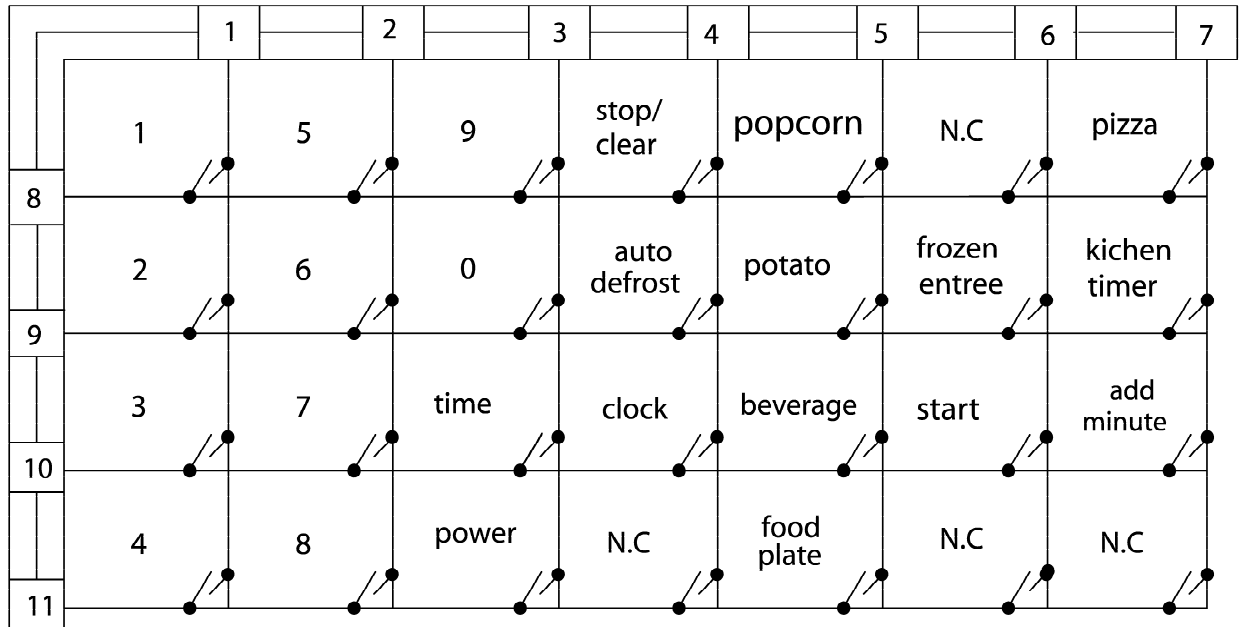 1 2 3 4 5 6 7
1 5 9 stop/ clear popcorn N.C pizza
8
2 6 0 auto defrost potato frozen entree kichen timer
9
3 7 time clock beverage start add minute
10
4 8 power N.C food plate N.C N.C
11